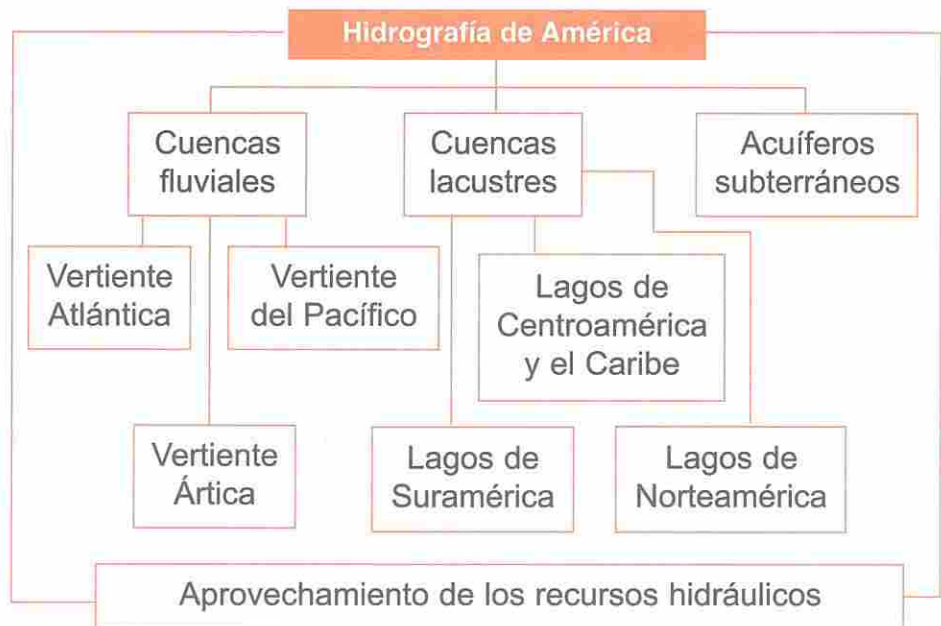 Hidrografía de América
Cuencas
fluviales
Cuencas
lacustres
Acuíferos
subterráneos
Vertiente
Atlántica
Vertiente
del Pacífico
Lagos de
Centroamérica
y el Caribe
Vertiente
Ártica
Lagos de
Suramérica
Lagos de
Norteamérica
Aprovechamiento de los recursos hidráulicos